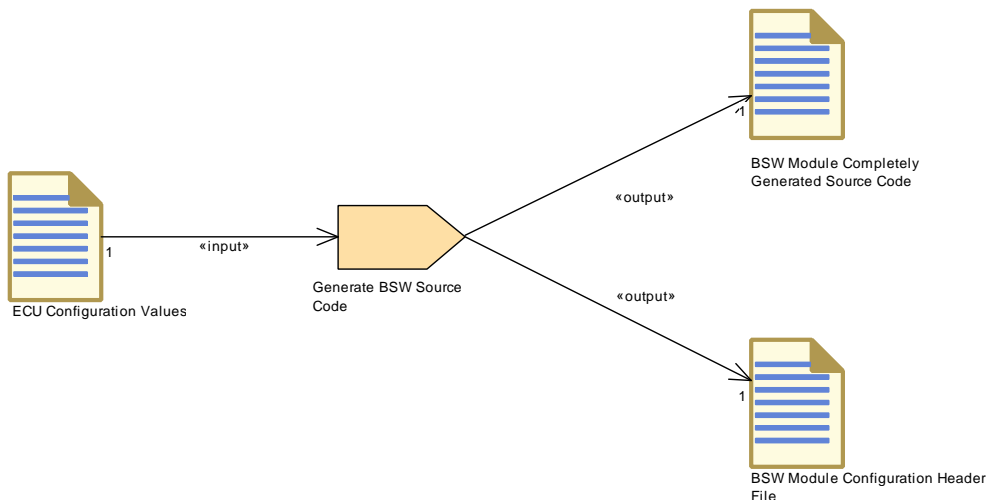 1
BSW Module Completely
Generated Source Code
«output»
«input»
1
Generate BSW Source
Code
ECU Configuration Values
«output»
1
BSW Module Configuration Header
File